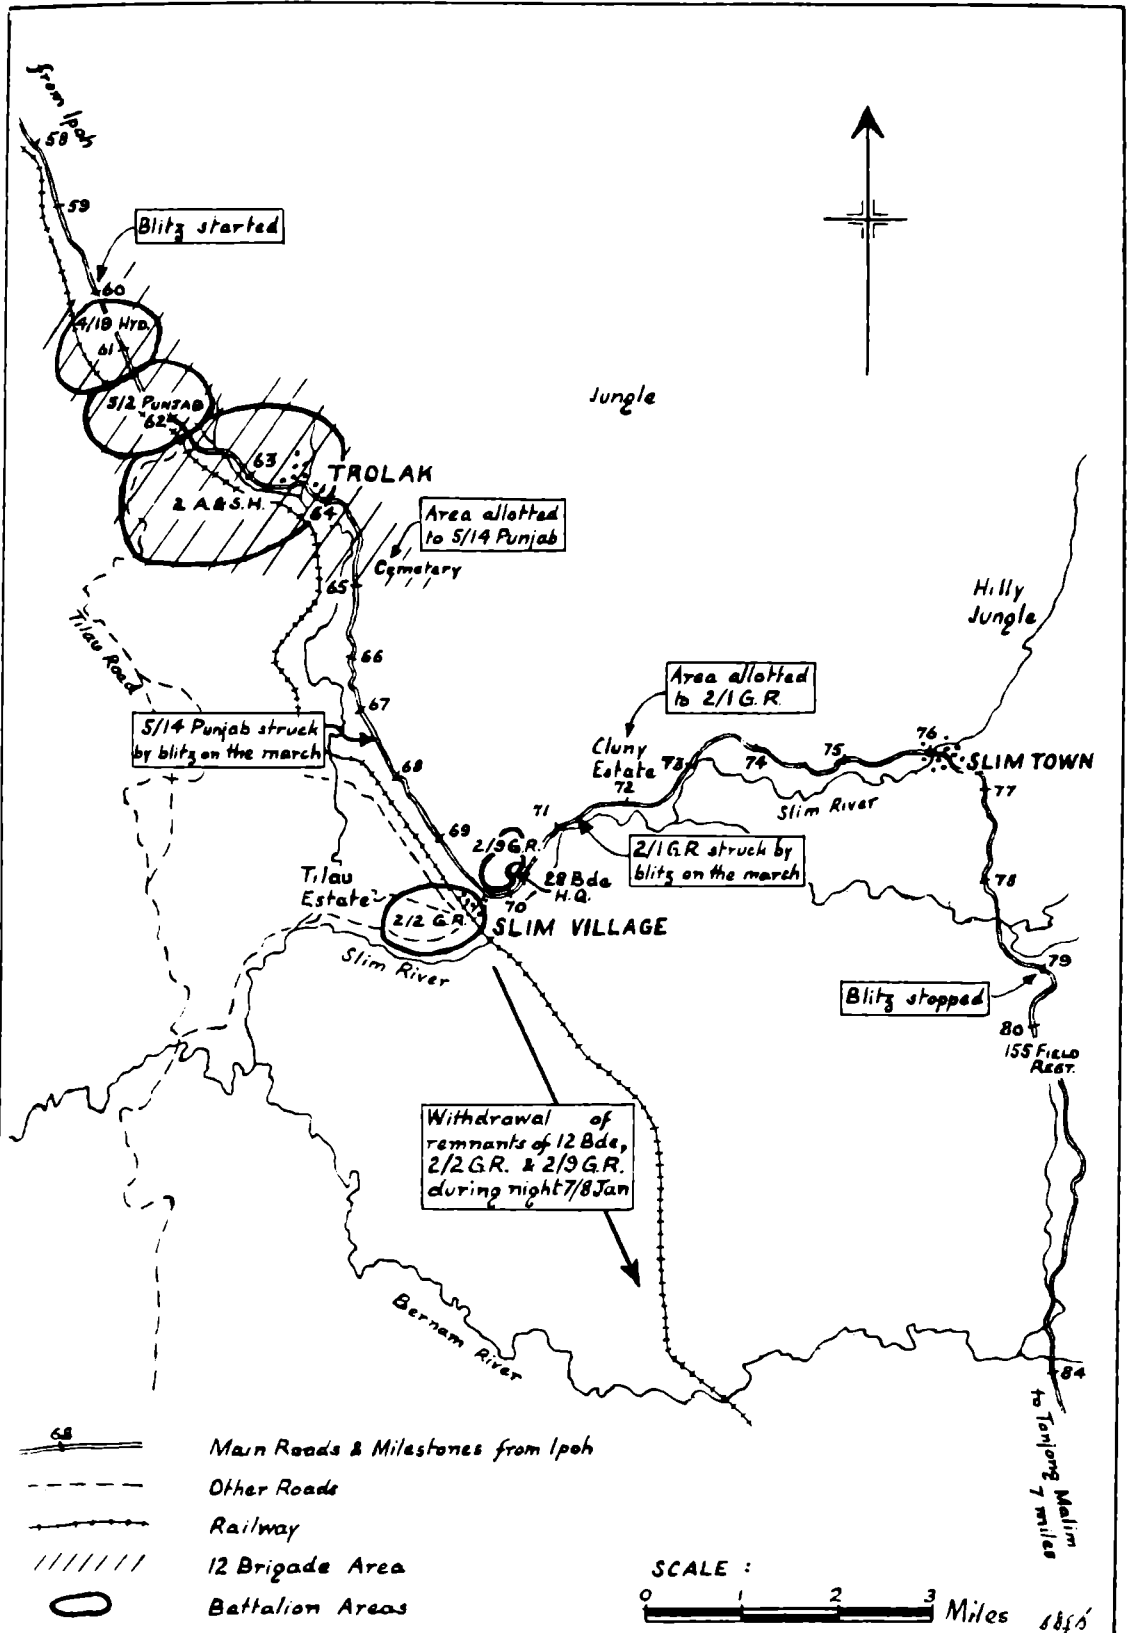 from Ipoh
58
59
Blitz started
60
4/19 HYD.
61
5/2 PUNJAB
62
Jungle
63
TROLAK
2 A.& S.H.
64
Area allotted
to 5/14 Punjab
Cemetery
65
Hilly
Jungle
Tilau Road
66
67
Area allotted
to 2/1 G.R.
5/14 Punjab struck
by blitz on the march
68
Cluny
Estate
72
73
74
75
76
SLIM TOWN
77
Slim River
71
69
2/9 G.R.
2/1 G.R struck by
blitz on the march
28 Bde
H.Q.
78
70
Tilau
Estate
2/2 G.R.
SLIM VILLAGE
Slim River
79
Blitz stopped
80
155 FIELD
REGT.
Withdrawal of
remnants of 12 Bde,
2/2 G.R. & 2/9 G.R.
during night 7/8 Jan
Bernam River
84
to Tanjong Malim
7 miles
68
Main Roads & Milestones from Ipoh
Other Roads
Railway
12 Brigade Area
Battalion Areas
SCALE :
0 1 2 3 Miles